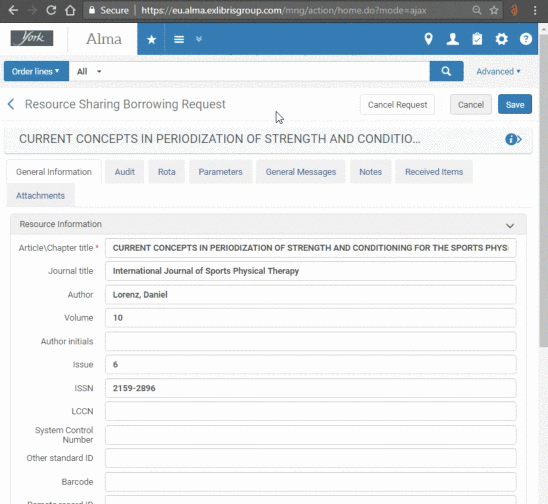 Secure https://eu.alma.exlibrisgroup.com/mng/action/home.do?mode=ajax
York Alma
Order lines All Advanced
Resource Sharing Borrowing Request Cancel Request Cancel Save
CURRENT CONCEPTS IN PERIODIZATION OF STRENGTH AND CONDITIO...
General Information Audit Rota Parameters General Messages Notes Received Items
Attachments
Resource Information
Article\Chapter title * CURRENT CONCEPTS IN PERIODIZATION OF STRENGTH AND CONDITIONING FOR THE SPORTS PHYS
Journal title International Journal of Sports Physical Therapy
Author Lorenz, Daniel
Volume 10
Author initials
Issue 6
ISSN 2159-2896
LCCN
System Control
Number
Other standard ID
Barcode
Remote record ID